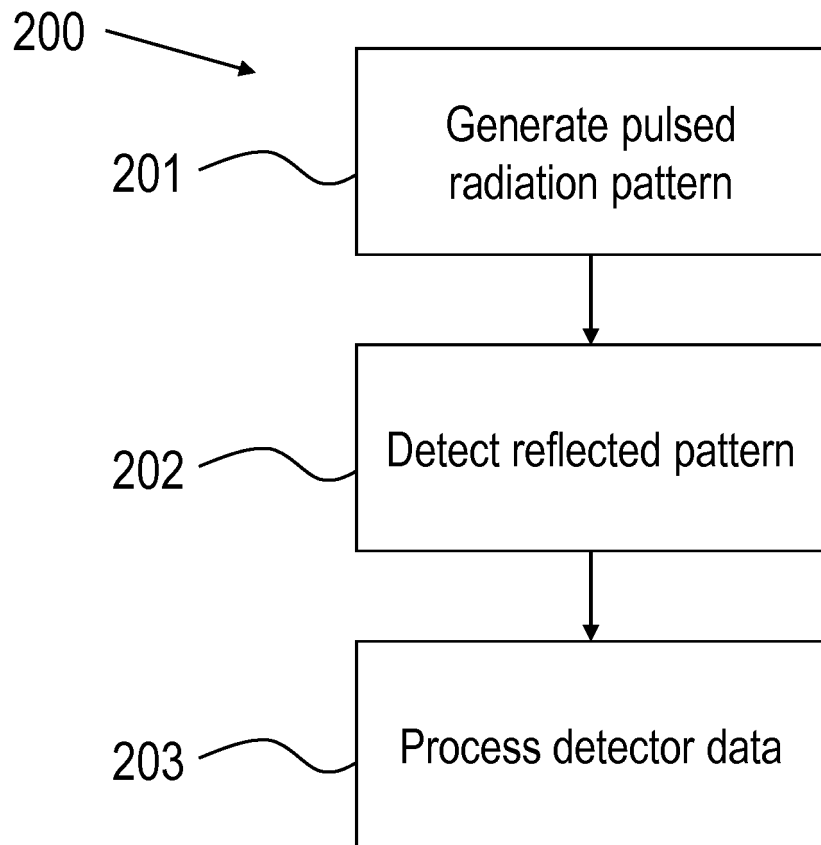 200
201
Generate pulsed
radiation pattern
202
Detect reflected pattern
203
Process detector data